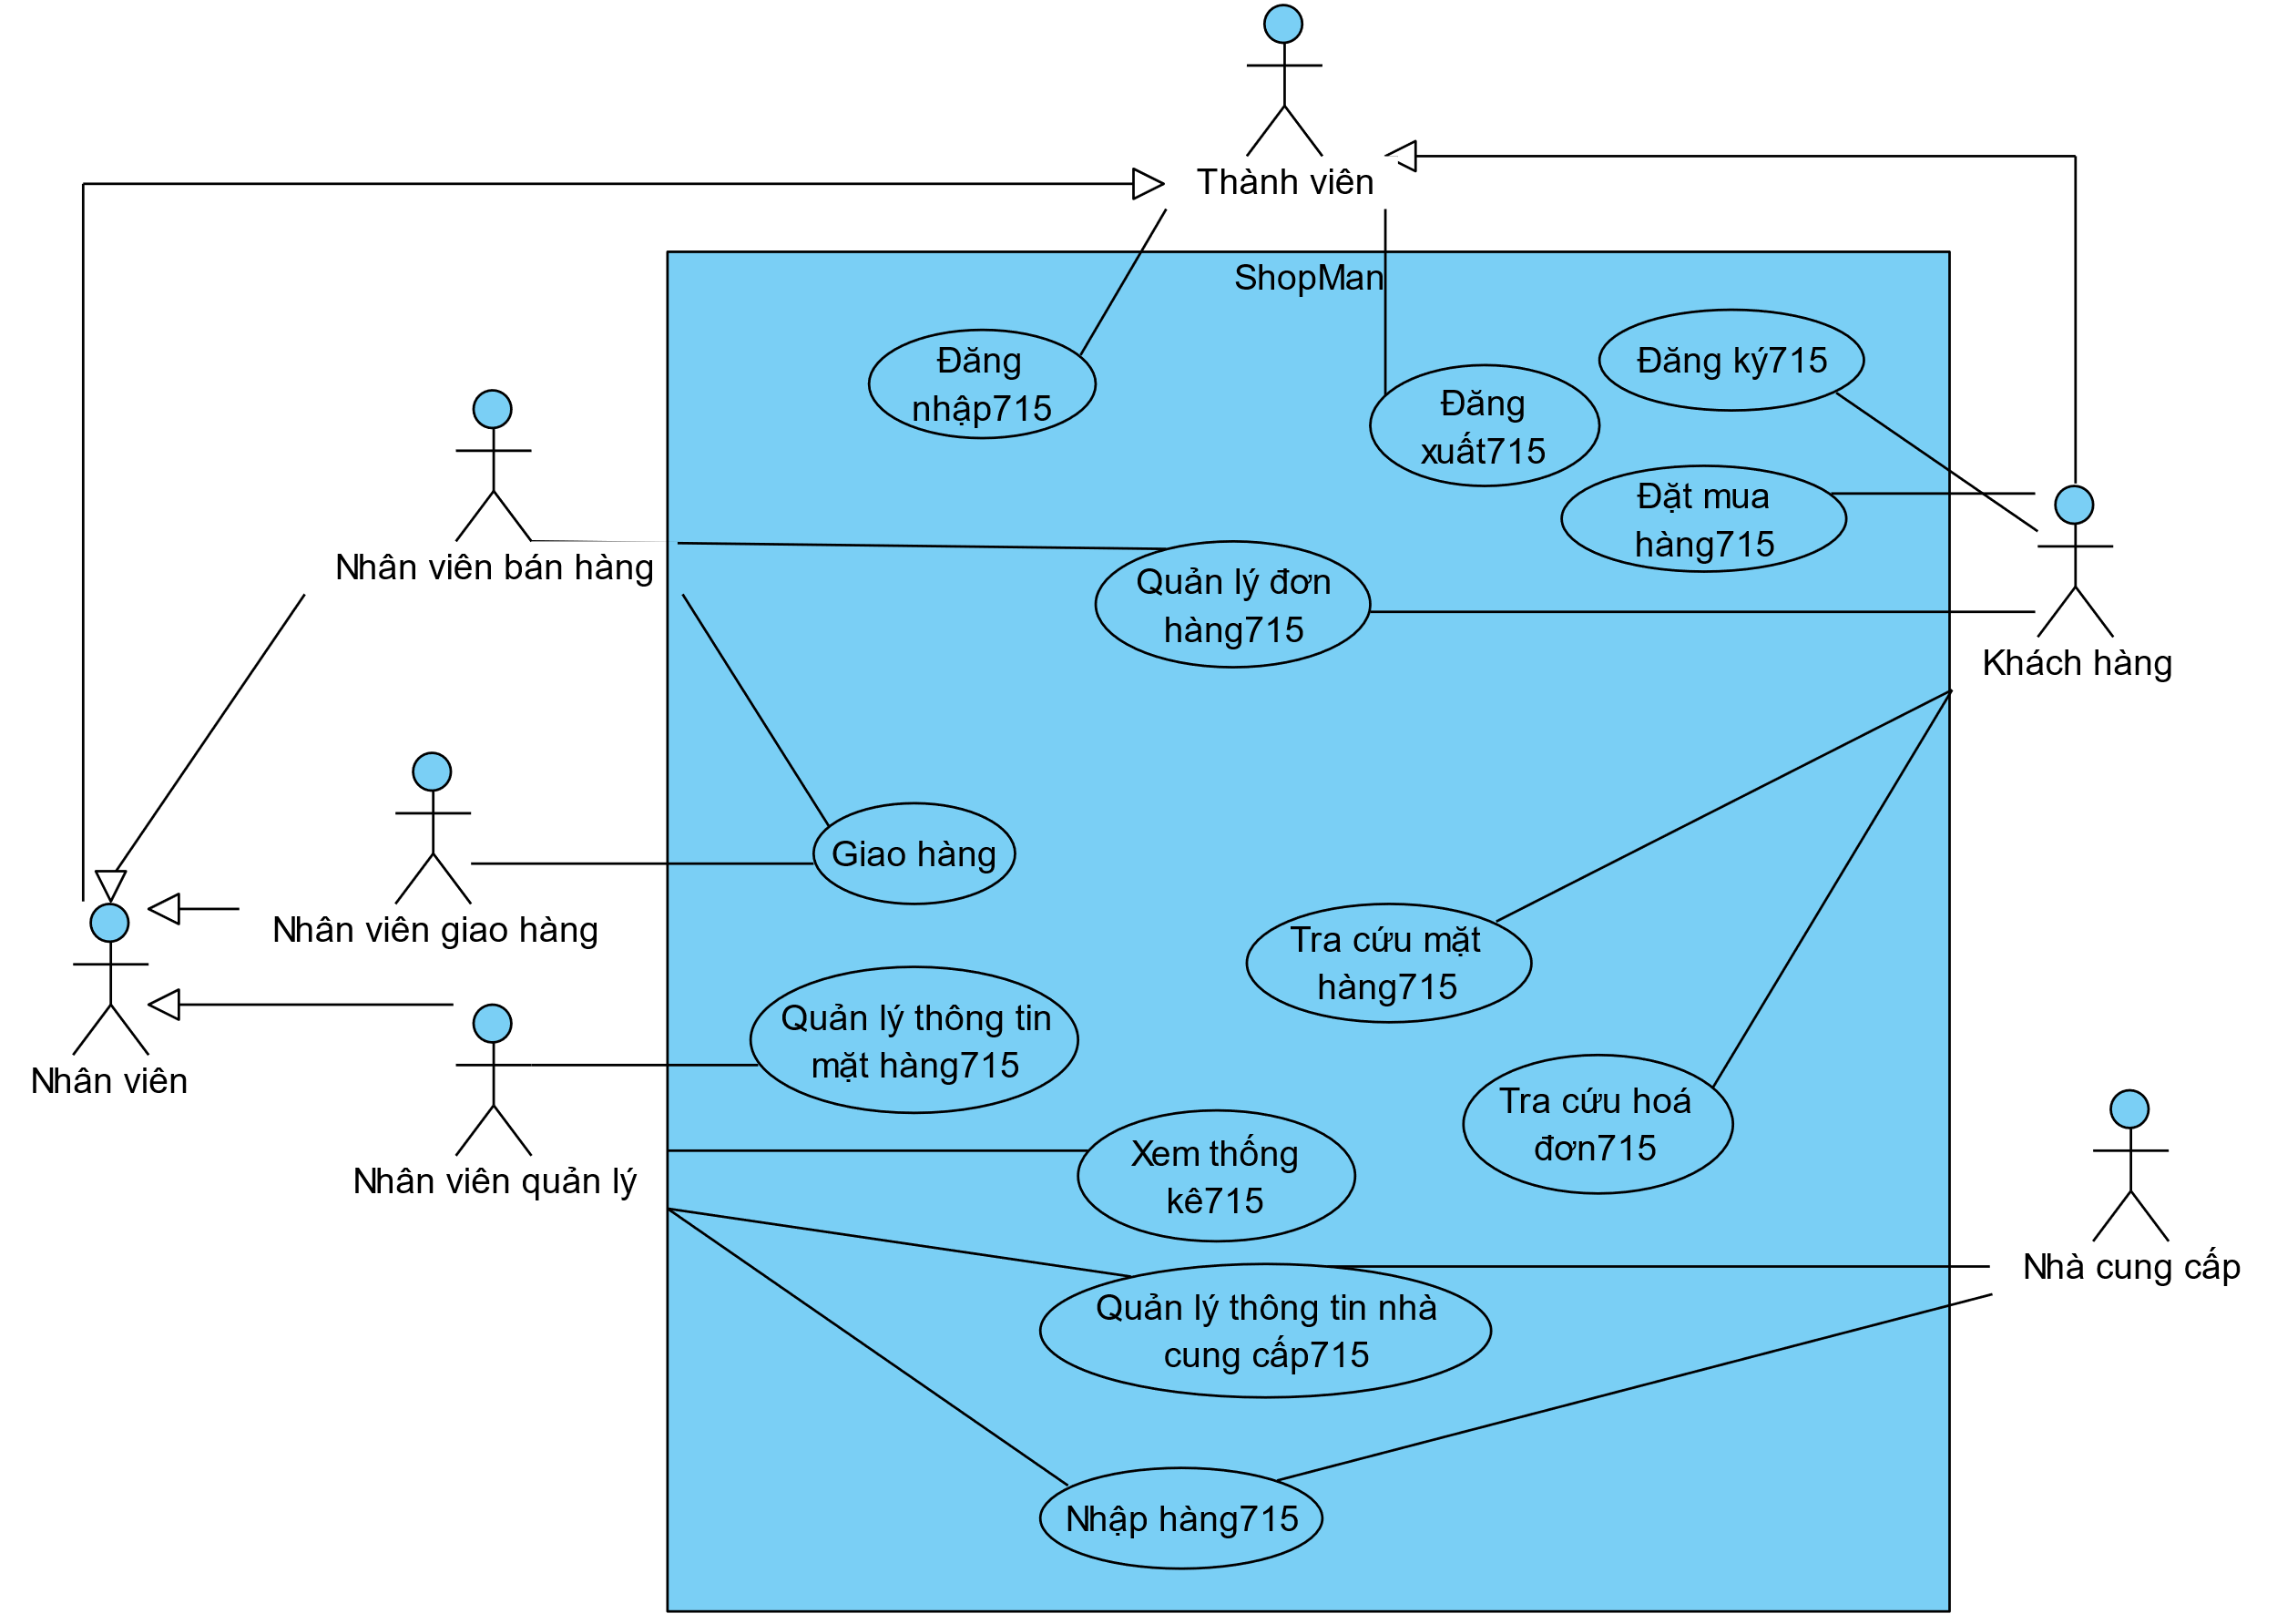 Thành viên
ShopMan
Đăng
nhập715
Đăng
xuất715
Đăng ký715
Đặt mua
hàng715
Nhân viên bán hàng
Quản lý đơn
hàng715
Khách hàng
Giao hàng
Nhân viên giao hàng
Tra cứu mặt
hàng715
Quản lý thông tin
mặt hàng715
Nhân viên
Tra cứu hoá
đơn715
Xem thống
kê715
Nhân viên quản lý
Nhà cung cấp
Quản lý thông tin nhà
cung cấp715
Nhập hàng715